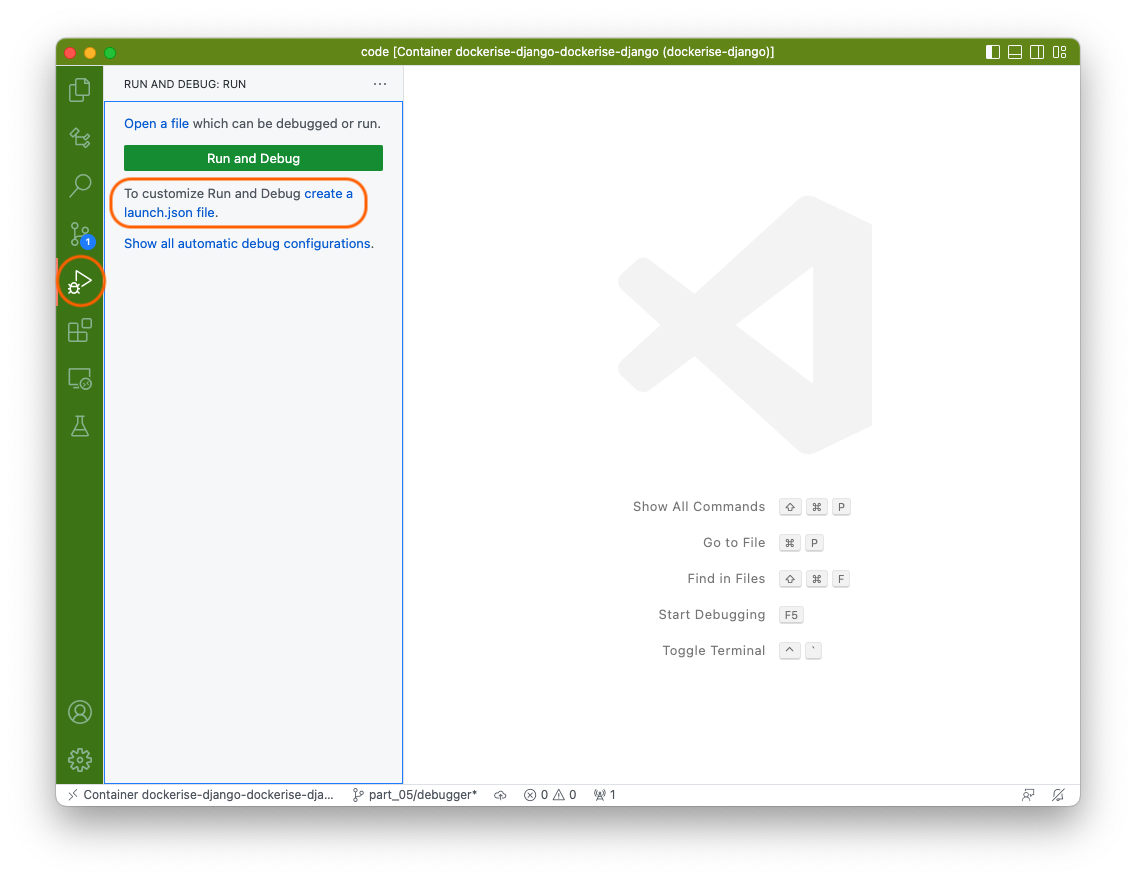 code [Container dockerise-django-dockerise-django (dockerise-django)]
RUN AND DEBUG: RUN
Open a file which can be debugged or run.
Run and Debug
To customize Run and Debug create a
launch.json file.
Show all automatic debug configurations.
1
Show All Commands ⇧ ⌘ P
Go to File ⌘ P
Find in Files ⇧ ⌘ F
Start Debugging F5
Toggle Terminal ^ `
Container dockerise-django-dockerise-dja... part_05/debugger* 0 0 1